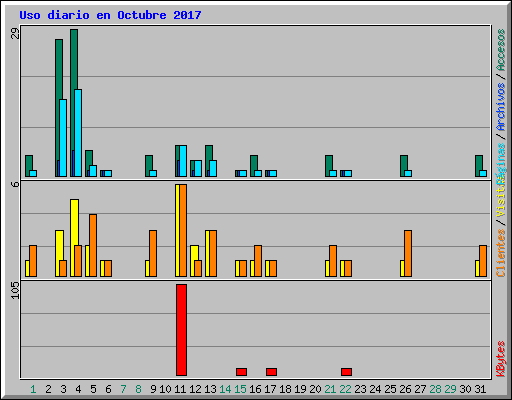 Uso diario en Octubre 2017
29
6
105
Clientes / Visitas
Páginas / Archivos / Accesos
KBytes
1 2 3 4 5 6 7 8 9 10 11 12 13 14 15 16 17 18 19 20 21 22 23 24 25 26 27 28 29 30 31